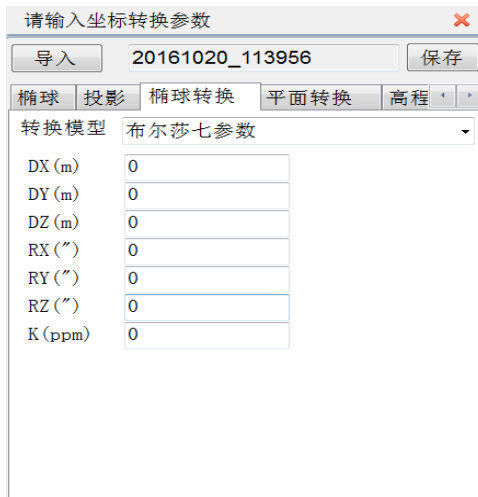 请输入坐标转换参数
导入 20161020_113956 保存
椭球 投影 椭球转换 平面转换 高程
转换模型 布尔莎七参数
DX(m) 0
DY(m) 0
DZ(m) 0
RX(″) 0
RY(″) 0
RZ(″) 0
K(ppm) 0